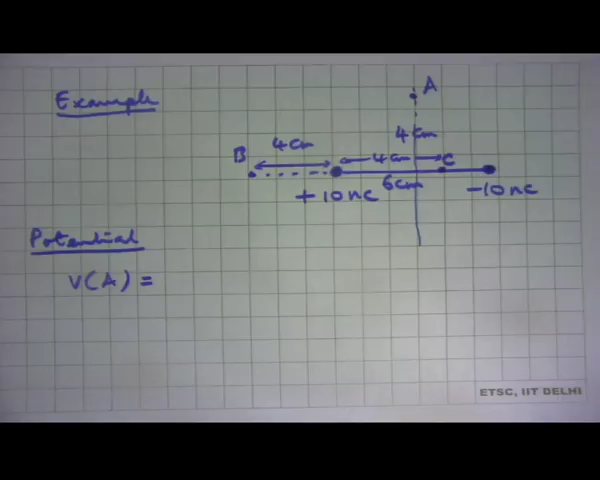 Example
A
4cm
4cm
B
4cm
C
6cm
+10nC
-10nC
Potential
V(A) =
ETSC, IIT DELHI